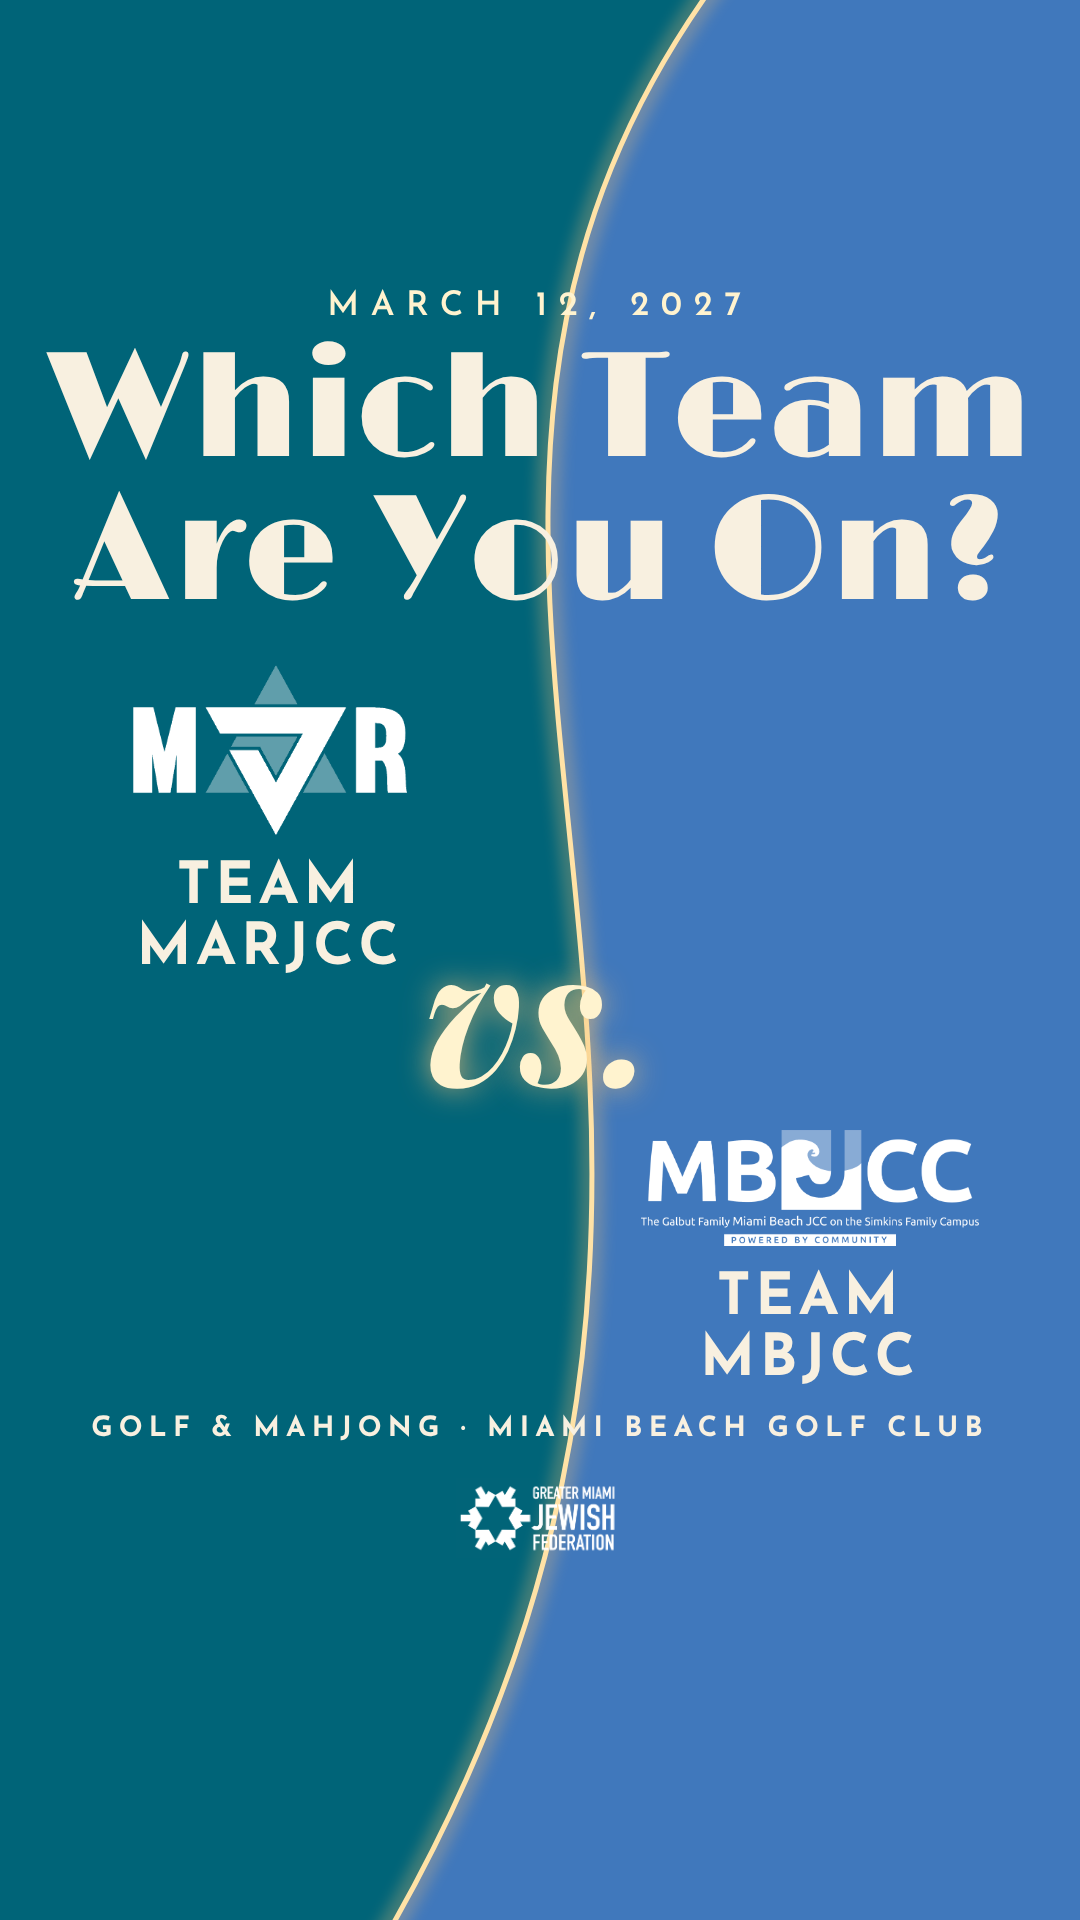 MARCH 12, 2027
Which Team
Are You On?
MJR
TEAM
MARJCC
vs.
MBJCC
The Galbut Family Miami Beach JCC on the Simkins Family Campus
POWERED BY COMMUNITY
TEAM
MBJCC
GOLF & MAHJONG · MIAMI BEACH GOLF CLUB
GREATER MIAMI
JEWISH
FEDERATION